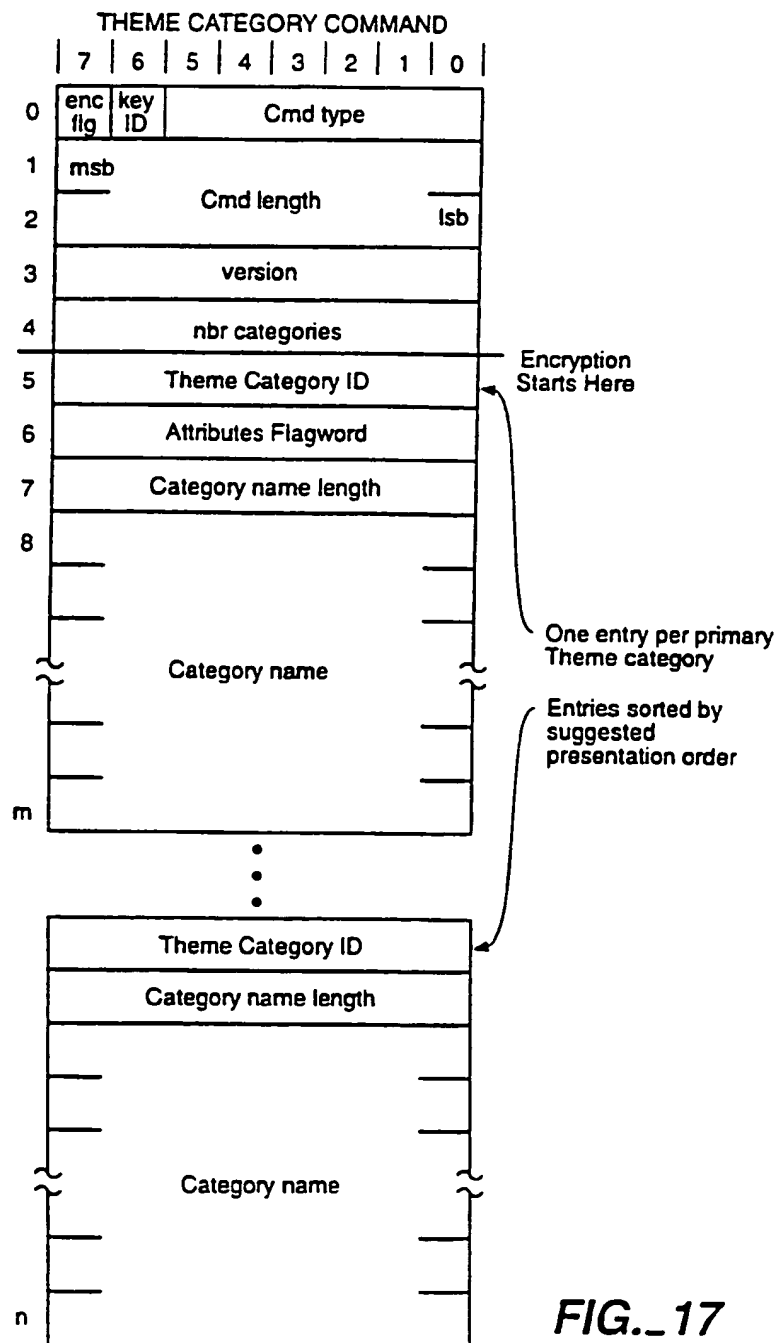 THEME CATEGORY COMMAND
7 6 5 4 3 2 1 0
0 enc flg key ID Cmd type
1 msb
Cmd length
2 lsb
3 version
4 nbr categories
Encryption
Starts Here
5 Theme Category ID
6 Attributes Flagword
7 Category name length
8
One entry per primary
Theme category
Category name
Entries sorted by
suggested
presentation order
m
Theme Category ID
Category name length
Category name
n
FIG._17